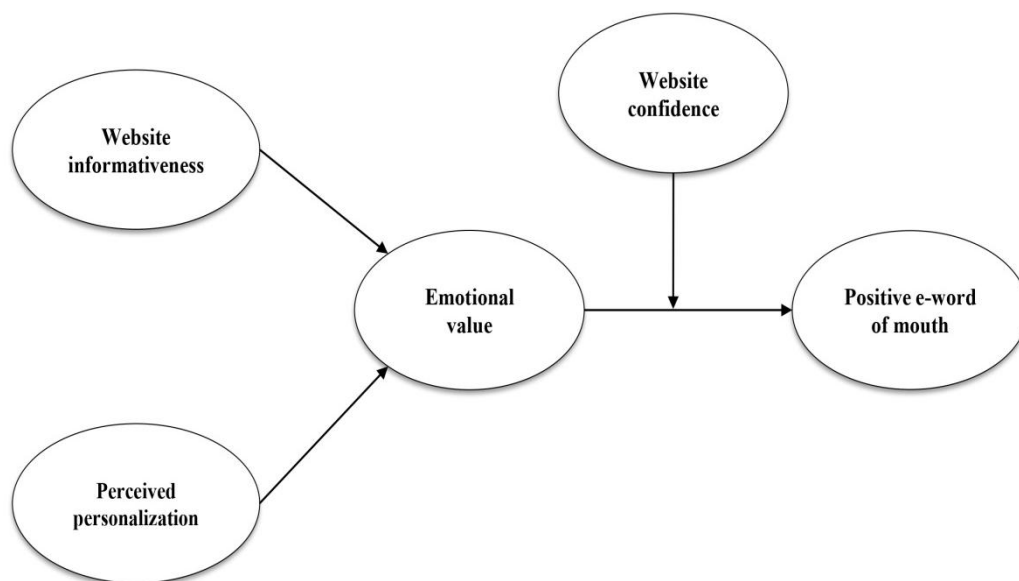 Website
informativeness
Website
confidence
Emotional
value
Positive e-word
of mouth
Perceived
personalization